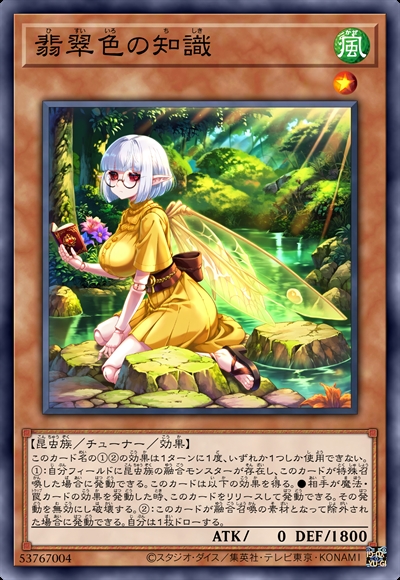 翡翠色の知識
風
【昆虫族／チューナー／効果】
このカード名の①②の効果は1ターンに1度、いずれか1つしか使用できない。
①:自分フィールドに昆虫族の融合モンスターが存在し、このカードが特殊召
喚した場合に発動できる。このカードは以下の効果を得る。●相手が魔法・
罠カードの効果を発動した時、このカードをリリースして発動できる。その発
動を無効にし破壊する。②:このカードが融合召喚の素材となって除外され
た場合に発動できる。自分は1枚ドローする。
ATK/ 0 DEF/1800
53767004
©スタジオ・ダイス／集英社・テレビ東京・KONAMI